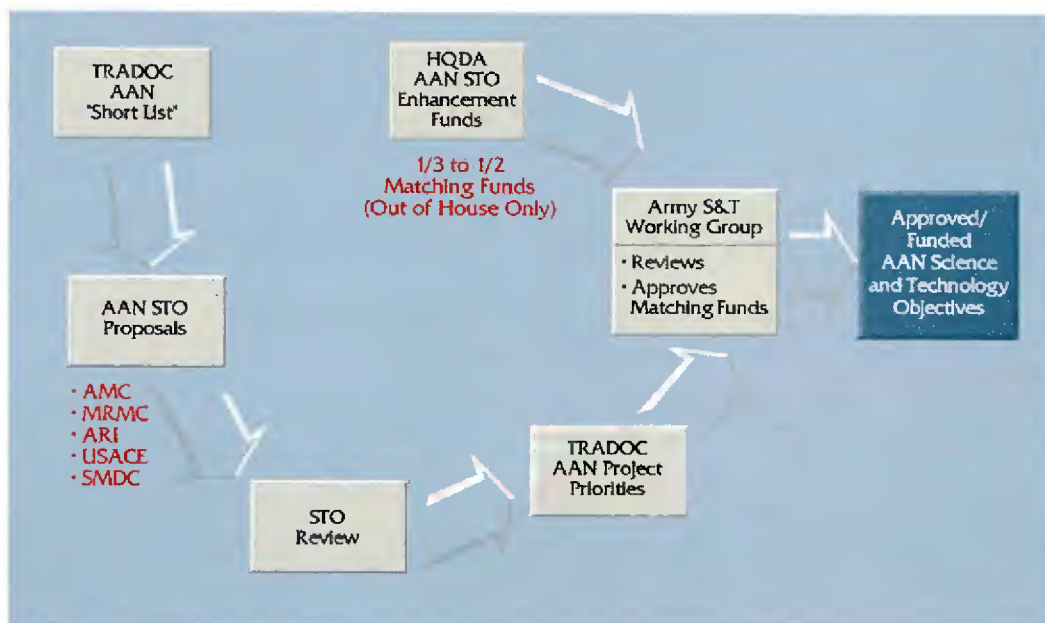 TRADOC
AAN
"Short List"
HQDA
AAN STO
Enhancement
Funds
1/3 to 1/2
Matching Funds
(Out of House Only)
Army S&T
Working Group
· Reviews
· Approves
Matching Funds
Approved/
Funded
AAN Science
and Technology
Objectives
AAN STO
Proposals
· AMC
· MRMC
· ARI
· USACE
· SMDC
TRADOC
AAN Project
Priorities
STO
Review